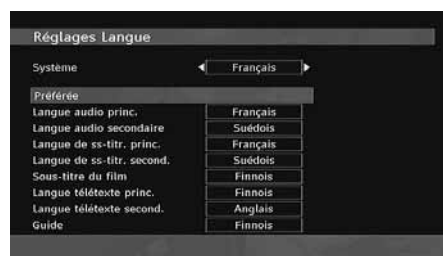 Réglages Langue
Système Français
Préférée
Langue audio princ. Français
Langue audio secondaire Suédois
Langue de ss-titr. princ. Français
Langue de ss-titr. second. Suédois
Sous-titre du film Finnois
Langue télétexte princ. Finnois
Langue télétexte second. Anglais
Guide Finnois